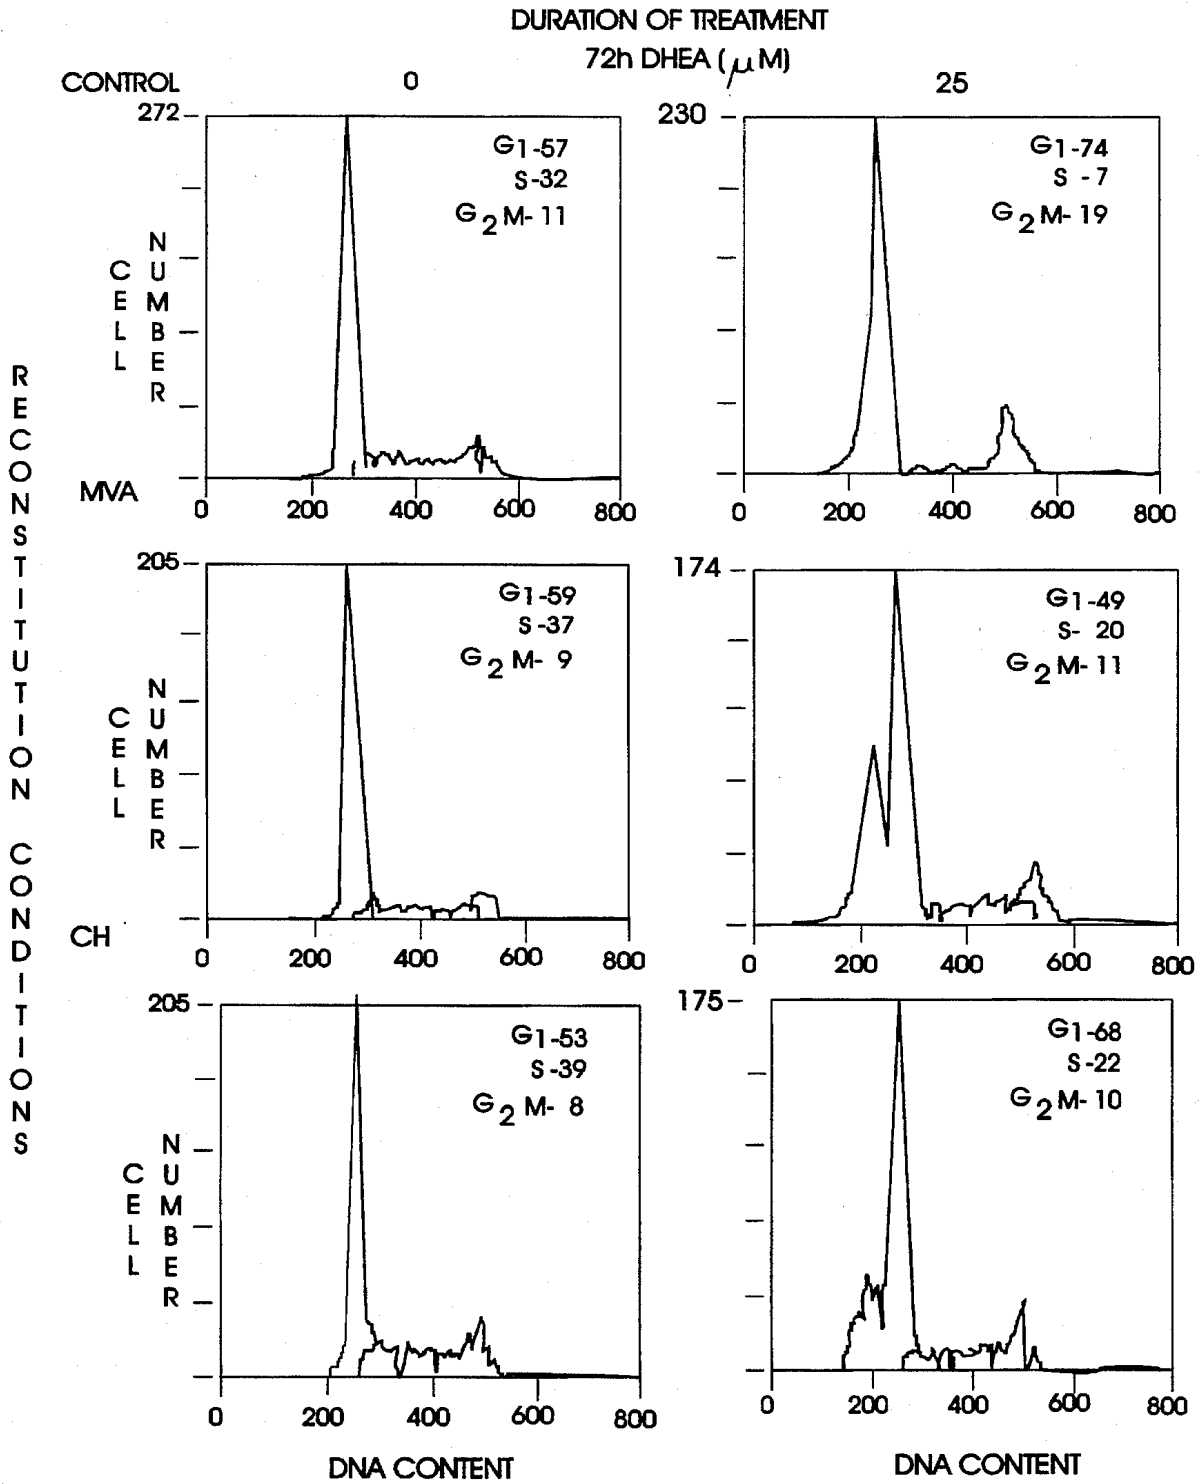 DURATION OF TREATMENT
72h DHEA (μM)
CONTROL 0 25
272
G1-57
S-32
G2M-11
230
G1-74
S -7
G2M-19
CELL NUMBER
0 200 400 600 800
0 200 400 600 800
RECONSTITUTION CONDITIONS
MVA
205
G1-59
S-37
G2M- 9
174
G1-49
S- 20
G2M-11
CELL NUMBER
0 200 400 600 800
0 200 400 600 800
CH
205
G1-53
S-39
G2M- 8
175
G1-68
S-22
G2M-10
CELL NUMBER
0 200 400 600 800
0 200 400 600 800
DNA CONTENT
DNA CONTENT